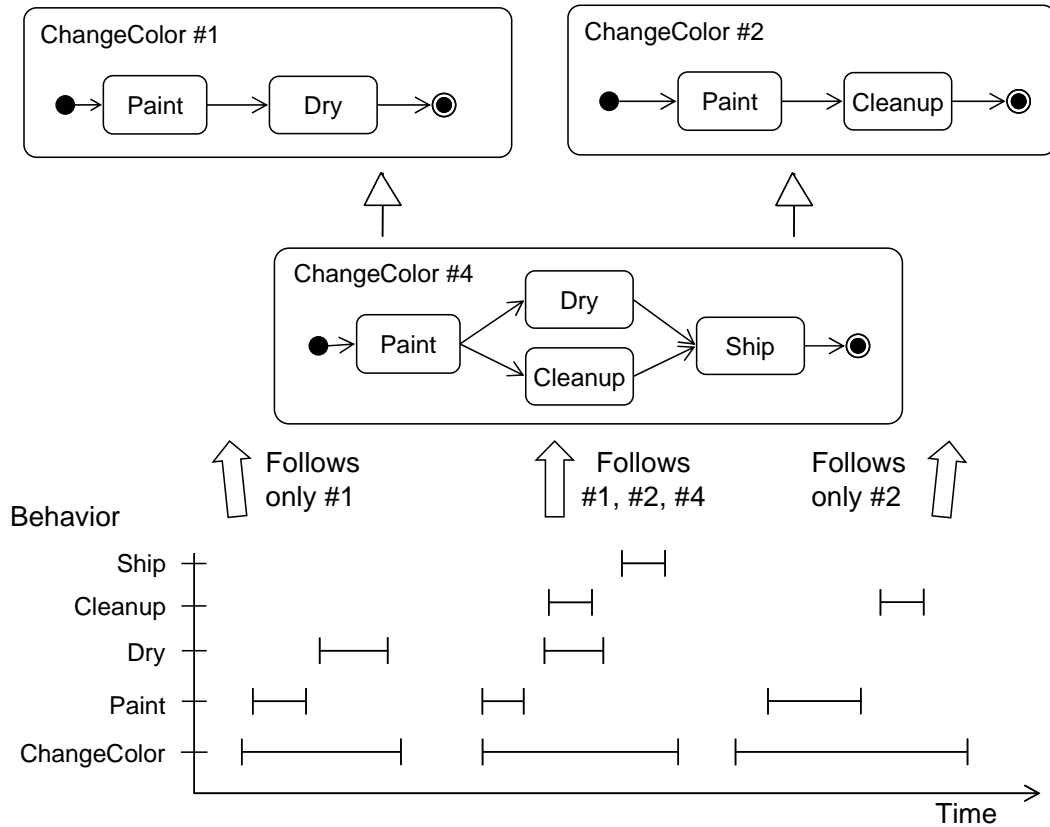 ChangeColor #1
Paint
Dry
ChangeColor #2
Paint
Cleanup
ChangeColor #4
Paint
Dry
Cleanup
Ship
Follows
only #1
Follows
#1, #2, #4
Follows
only #2
Behavior
Ship
Cleanup
Dry
Paint
ChangeColor
Time